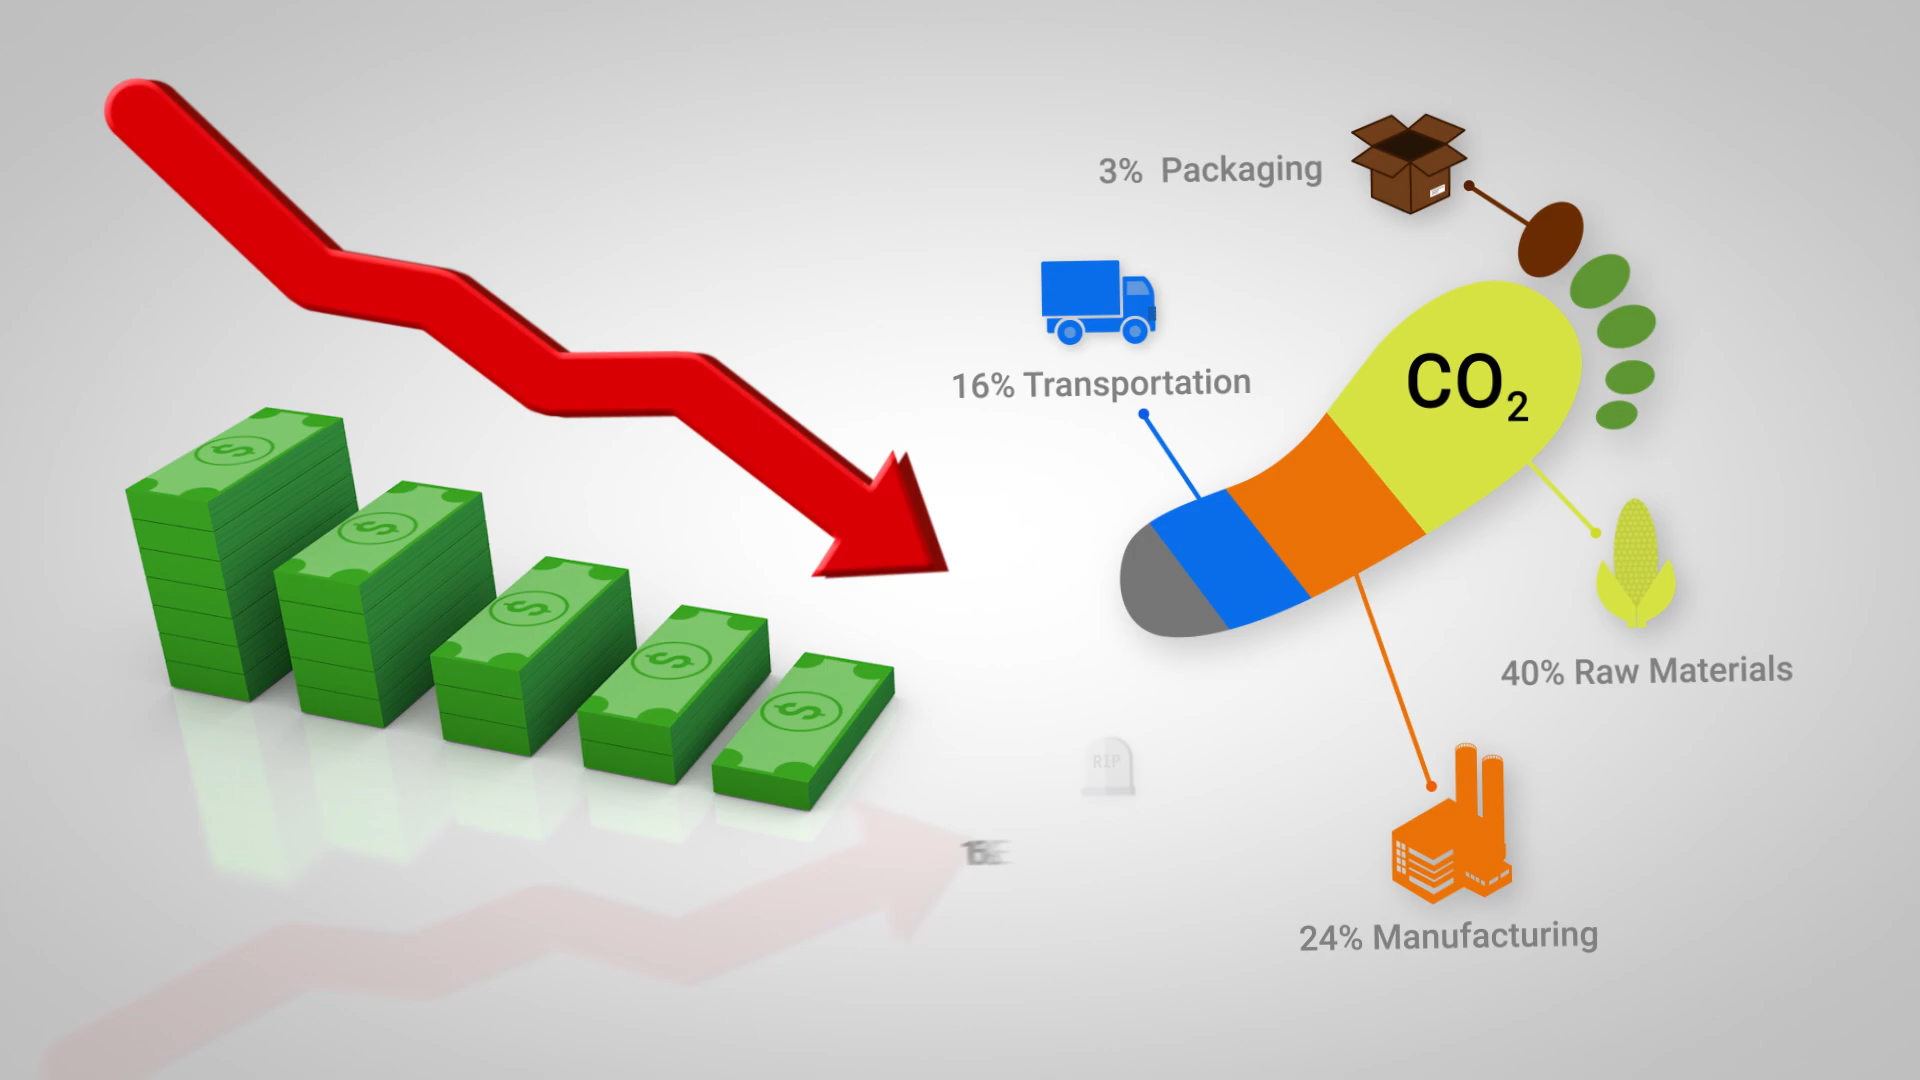 3% Packaging
16% Transportation
CO₂
40% Raw Materials
RIP
24% Manufacturing